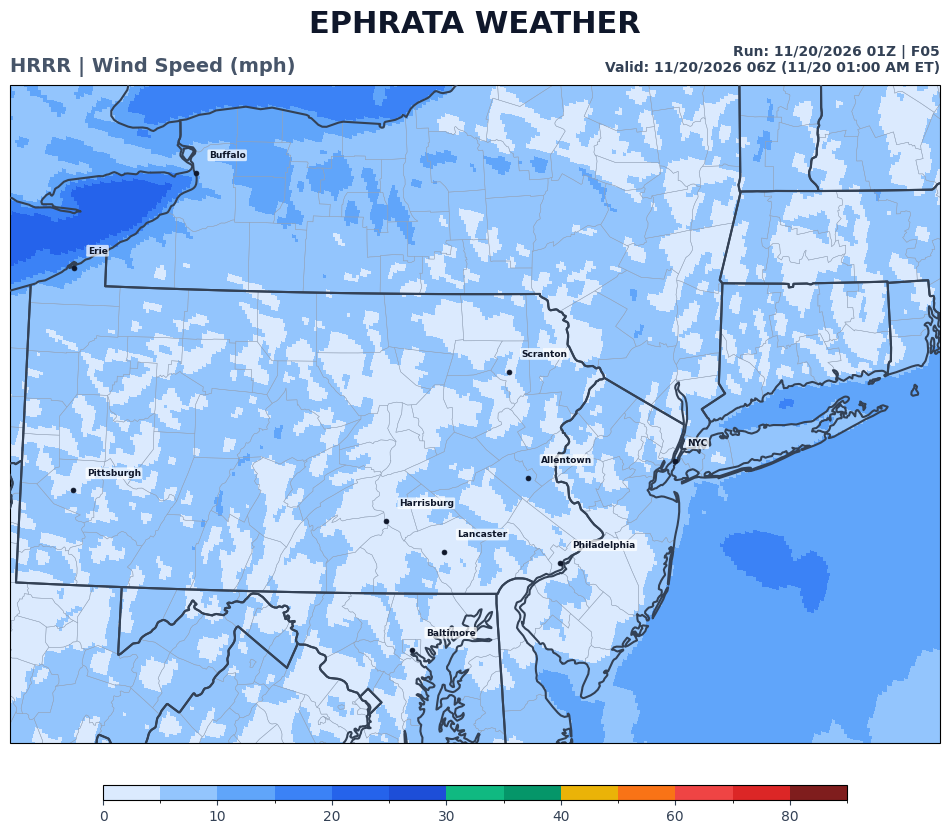 EPHRATA WEATHER
HRRR | Wind Speed (mph)
Run: 11/20/2026 01Z | F05
Valid: 11/20/2026 06Z (11/20 01:00 AM ET)
Buffalo
Erie
Scranton
NYC
Allentown
Pittsburgh
Harrisburg
Lancaster
Philadelphia
Baltimore
0 10 20 30 40 60 80